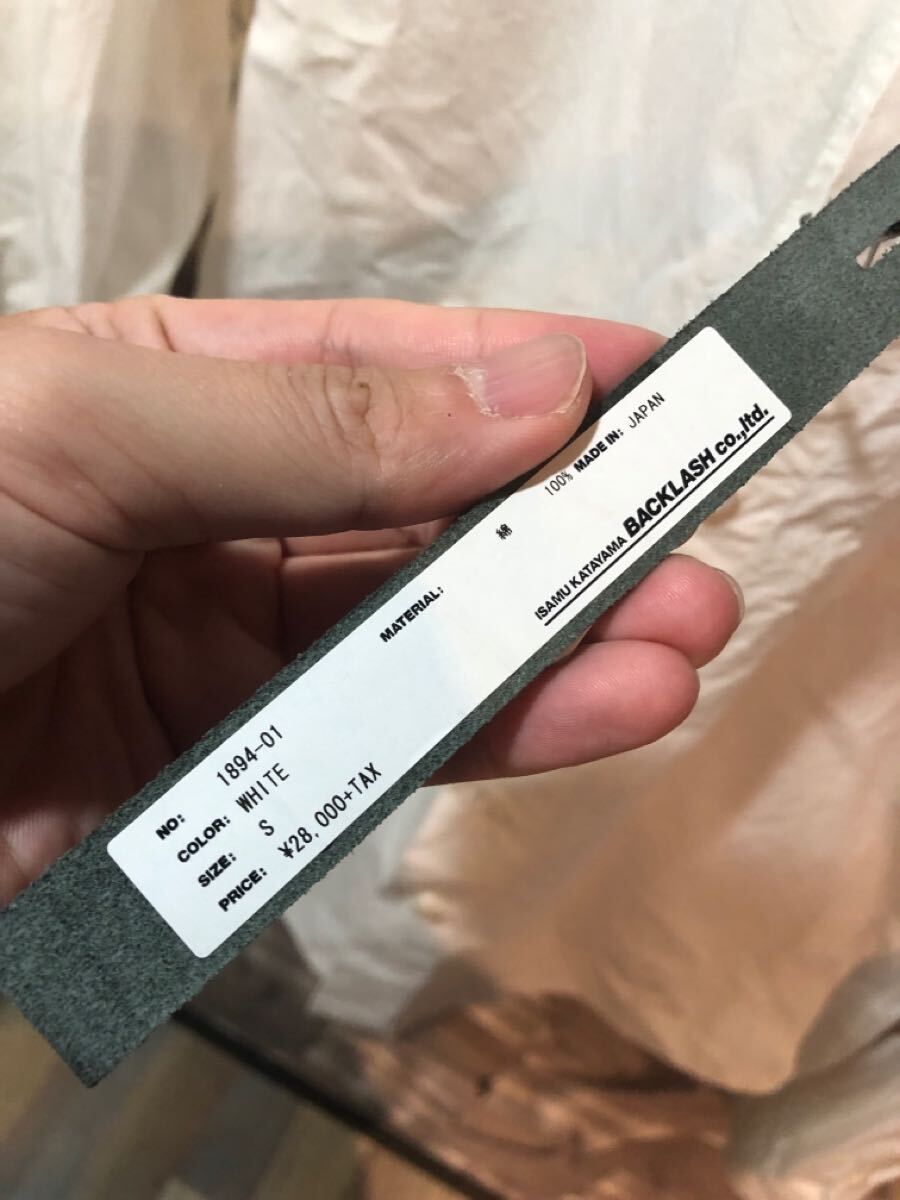 NO: 1894-01
COLOR: WHITE
SIZE: S
PRICE: ¥28,000+TAX
MATERIAL:
綿 100%
MADE IN: JAPAN
ISAMU KATAYAMA BACKLASH co.,ltd.